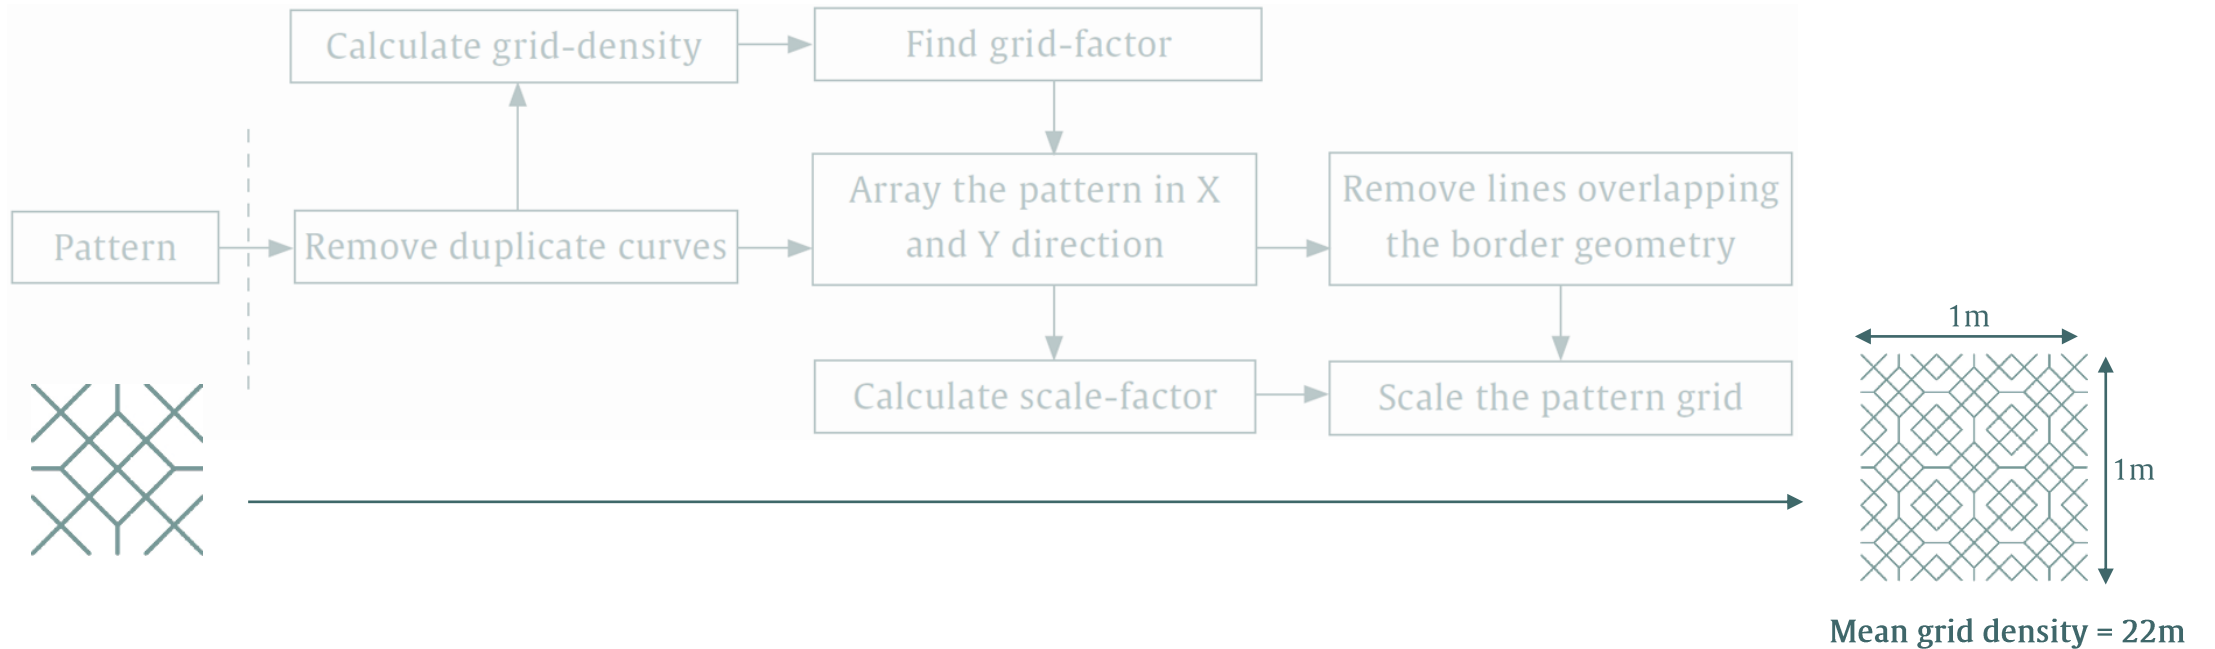 Calculate grid-density
Find grid-factor
Pattern
Remove duplicate curves
Array the pattern in X
and Y direction
Remove lines overlapping
the border geometry
Calculate scale-factor
Scale the pattern grid
1m
1m
Mean grid density = 22m